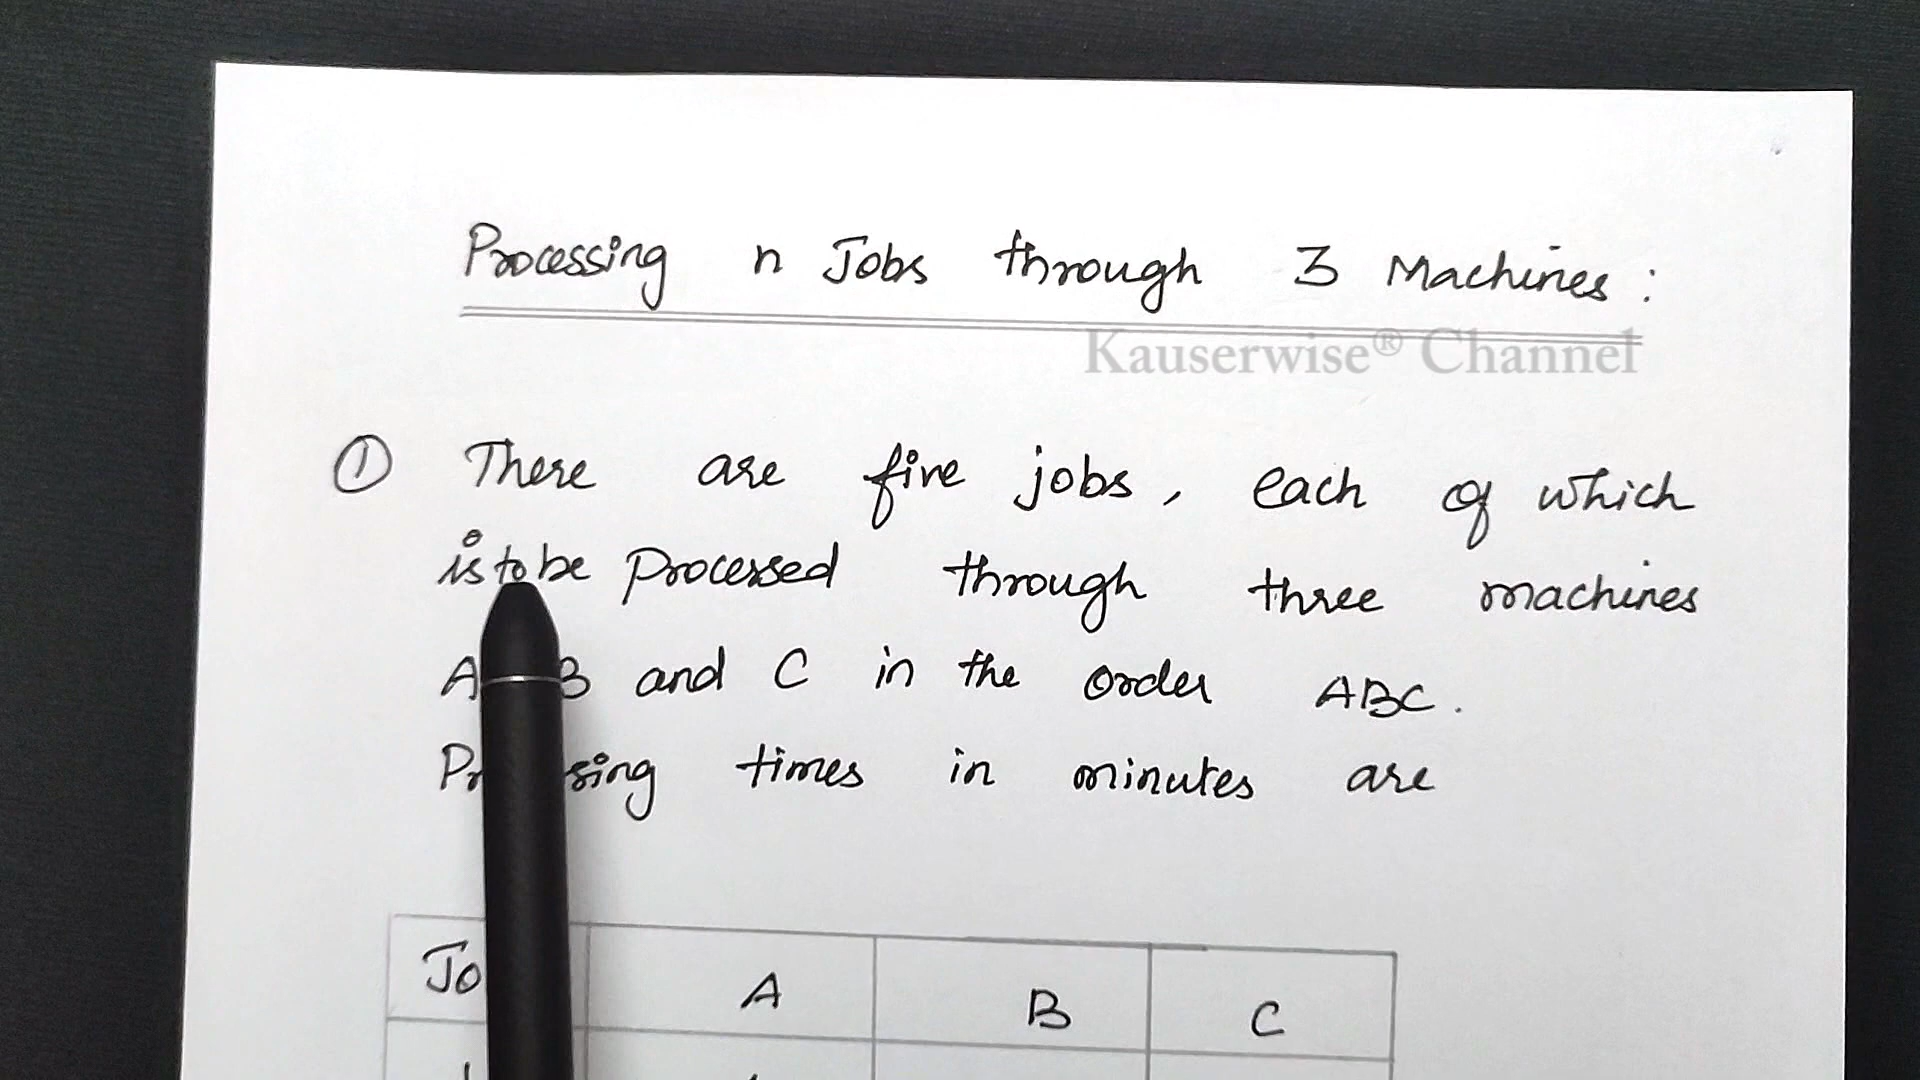 Processing n Jobs through 3 Machines :
Kauserwise® Channel
① There are five jobs, each of which
is to be Processed through three machines
A B and C in the order ABC.
times in minutes are
A B C